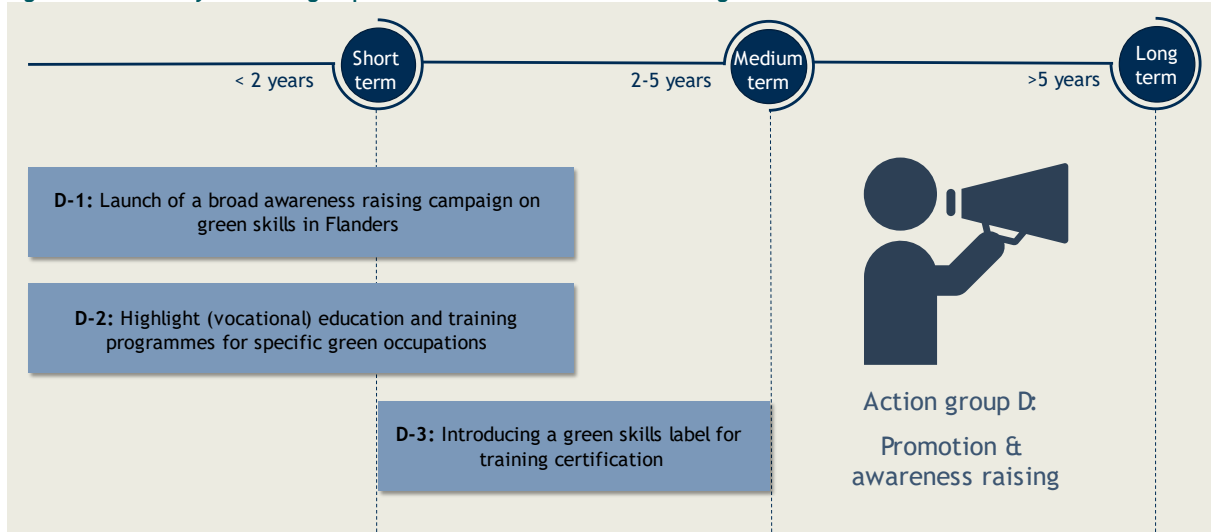 Short
term
< 2 years
Medium
term
2-5 years
Long
term
>5 years
D-1: Launch of a broad awareness raising campaign on
green skills in Flanders
D-2: Highlight (vocational) education and training
programmes for specific green occupations
D-3: Introducing a green skills label for
training certification
Action group D:
Promotion &
awareness raising